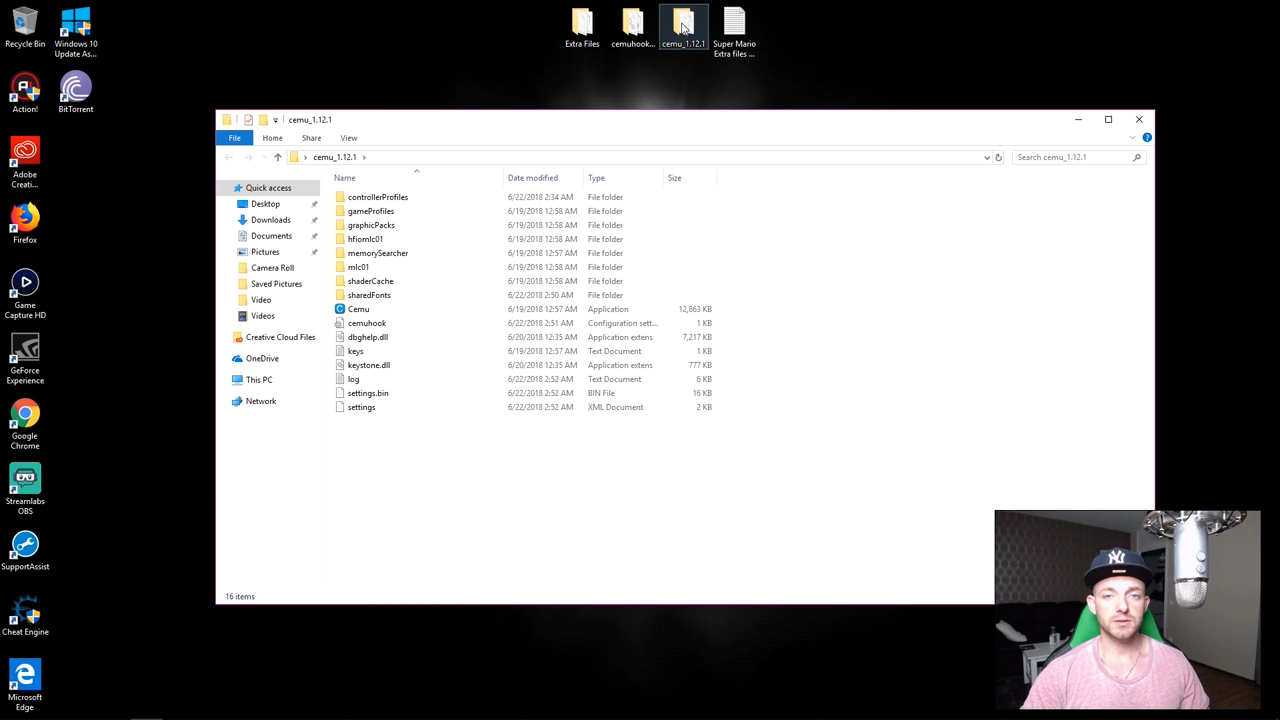 Recycle Bin
Windows 10
Update As...
Extra Files
cemuhook...
cemu_1.12.1
Super Mario
Extra files ...
Action!
BitTorrent
Adobe
Creati...
Firefox
Game
Capture HD
GeForce
Experience
Google
Chrome
Streamlabs
OBS
SupportAssist
Cheat Engine
Microsoft
Edge
cemu_1.12.1
File Home Share View
cemu_1.12.1
Search cemu_1.12.1
Name Date modified Type Size
Quick access
Desktop
Downloads
Documents
Pictures
Camera Roll
Saved Pictures
Video
Videos
Creative Cloud Files
OneDrive
This PC
Network
controllerProfiles 6/22/2018 2:34 AM File folder
gameProfiles 6/19/2018 12:58 AM File folder
graphicPacks 6/19/2018 12:58 AM File folder
hfiomlc01 6/19/2018 12:58 AM File folder
memorySearcher 6/19/2018 12:57 AM File folder
mlc01 6/19/2018 12:58 AM File folder
shaderCache 6/19/2018 12:58 AM File folder
sharedFonts 6/22/2018 2:50 AM File folder
Cemu 6/19/2018 12:57 AM Application 12,863 KB
cemuhook 6/22/2018 2:51 AM Configuration sett... 1 KB
dbghelp.dll 6/20/2018 12:35 AM Application extens 7,217 KB
keys 6/19/2018 12:57 AM Text Document 1 KB
keystone.dll 6/20/2018 12:35 AM Application extens 777 KB
log 6/22/2018 2:52 AM Text Document 6 KB
settings.bin 6/22/2018 2:52 AM BIN File 16 KB
settings 6/22/2018 2:52 AM XML Document 2 KB
16 items